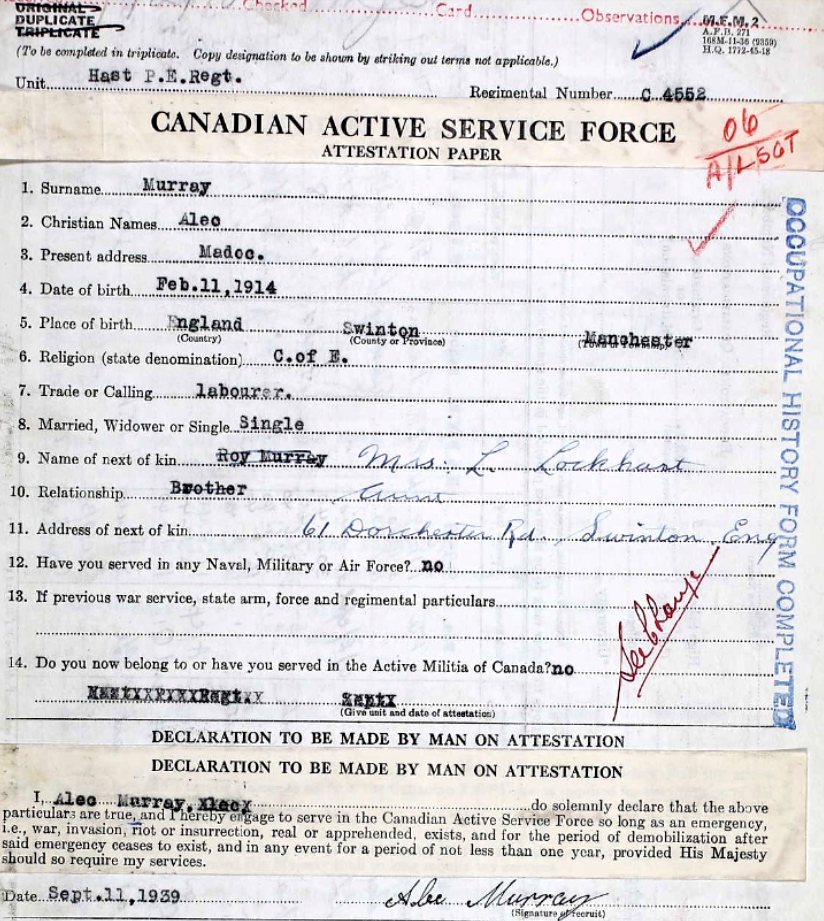 Checked Card Observations
ORIGINAL
DUPLICATE
TRIPLICATE
M.F.M. 2
A.F.B. 271
168M-11-36 (9359)
H.Q. 1772-45-18
(To be completed in triplicate. Copy designation to be shown by striking out terms not applicable.)
Unit Hast P.E.Regt. Regimental Number C 4552
CANADIAN ACTIVE SERVICE FORCE
ATTESTATION PAPER
06
A/LSGT
1. Surname Murray
2. Christian Names Alec
3. Present address Madoc.
4. Date of birth Feb.11,1914
5. Place of birth England Swinton Manchester
(Country) (County or Province)
6. Religion (state denomination) C.of E.
7. Trade or Calling labourer.
8. Married, Widower or Single Single
9. Name of next of kin Roy Murray Mrs. L. Lockhart
10. Relationship Brother Aunt
11. Address of next of kin 61 Dorchester Rd. Swinton Eng
12. Have you served in any Naval, Military or Air Force? no
13. If previous war service, state arm, force and regimental particulars
14. Do you now belong to or have you served in the Active Militia of Canada? no
(Give unit and date of attestation)
OCCUPATIONAL HISTORY FORM COMPLETED
DECLARATION TO BE MADE BY MAN ON ATTESTATION
DECLARATION TO BE MADE BY MAN ON ATTESTATION
I, Alec Murray, do solemnly declare that the above
particulars are true, and I hereby engage to serve in the Canadian Active Service Force so long as an emergency,
i.e., war, invasion, riot or insurrection, real or apprehended, exists, and for the period of demobilization after
said emergency ceases to exist, and in any event for a period of not less than one year, provided His Majesty
should so require my services.
Date Sept.11,1939 Alec Murray
(Signature of recruit)